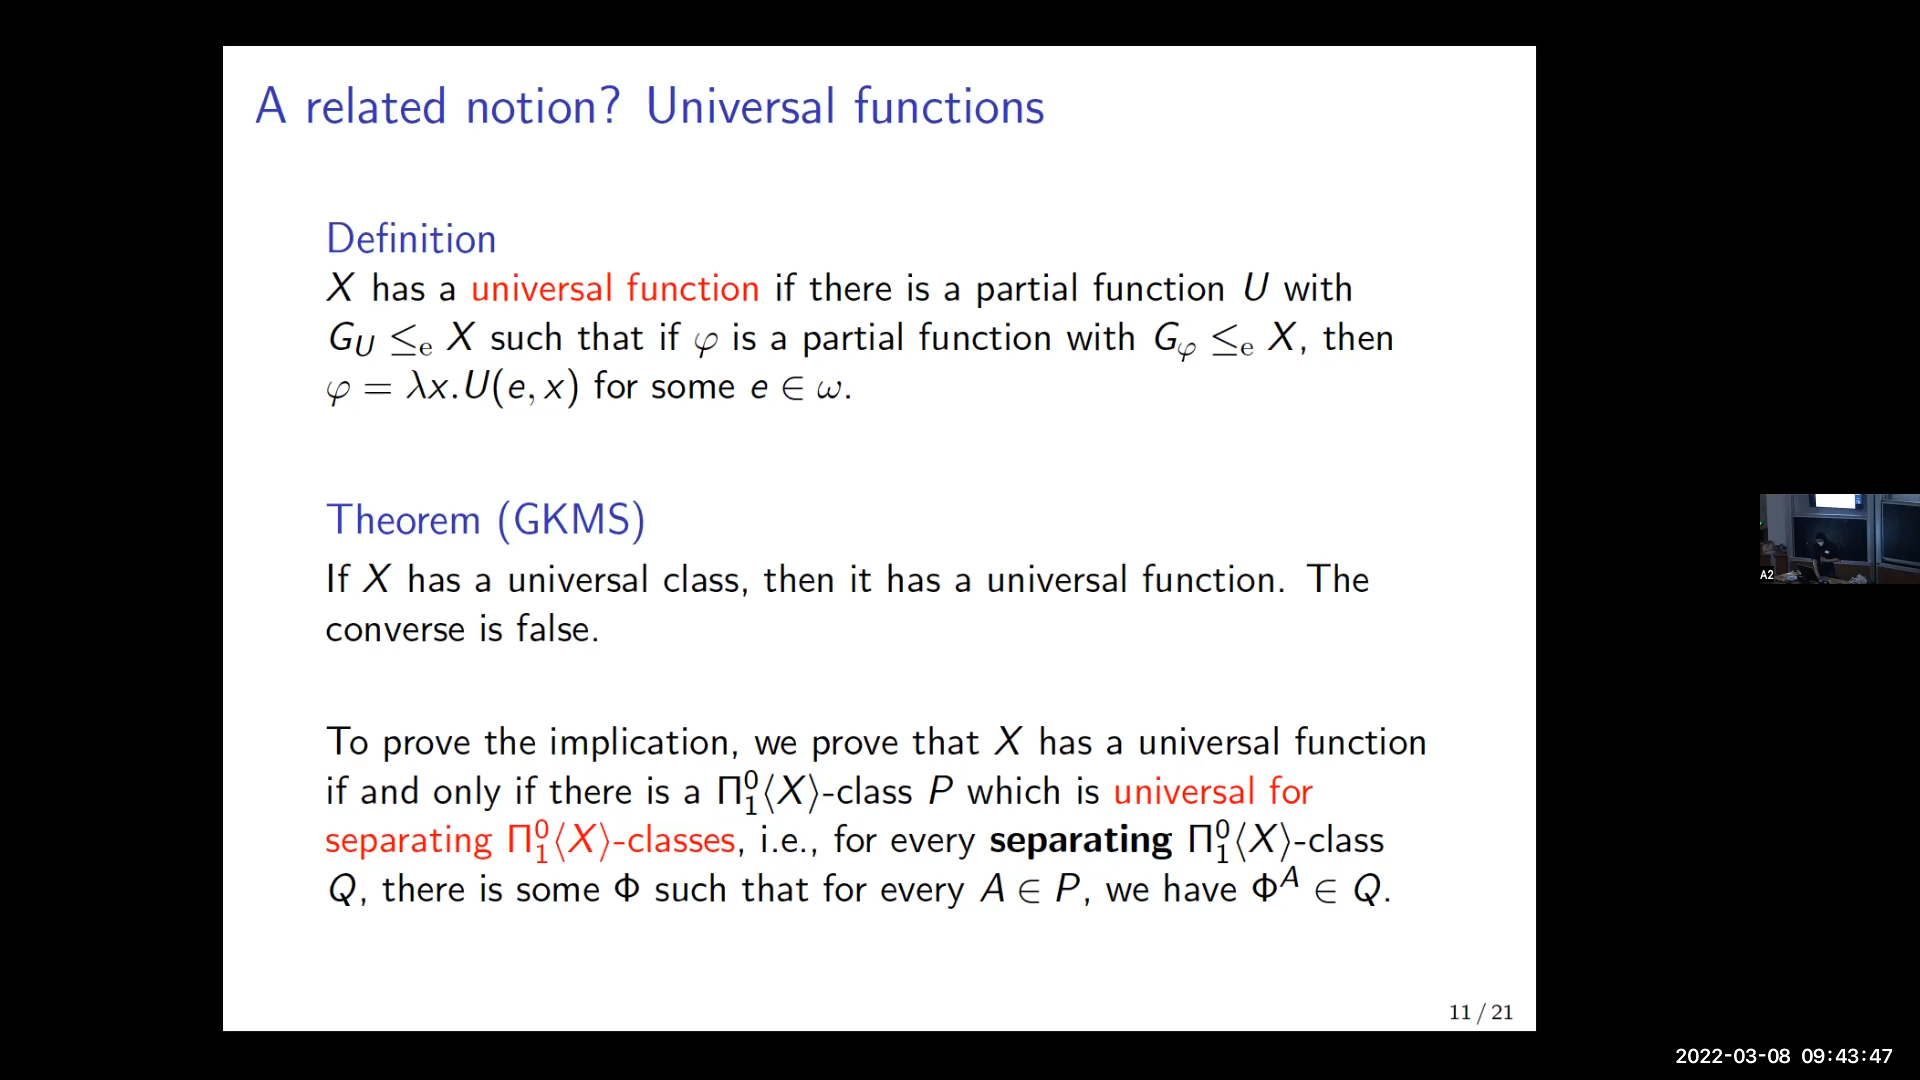 A related notion? Universal functions
Definition
X has a universal function if there is a partial function U with
G_U ≤_e X such that if φ is a partial function with G_φ ≤_e X, then
φ = λx.U(e, x) for some e ∈ ω.
Theorem (GKMS)
If X has a universal class, then it has a universal function. The
converse is false.
To prove the implication, we prove that X has a universal function
if and only if there is a Π⁰₁⟨X⟩-class P which is universal for
separating Π⁰₁⟨X⟩-classes, i.e., for every separating Π⁰₁⟨X⟩-class
Q, there is some Φ such that for every A ∈ P, we have Φ^A ∈ Q.
11 / 21
A2
2022-03-08 09:43:47